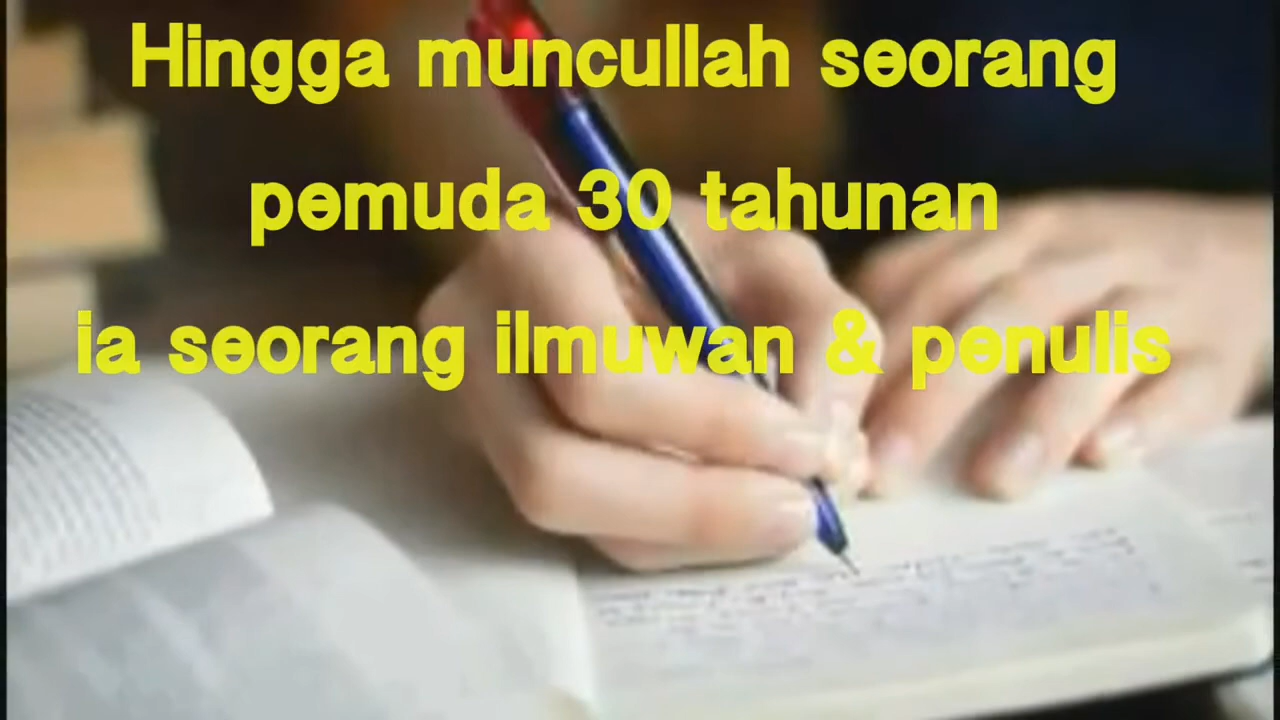 Hingga muncullah seorang
pemuda 30 tahunan
ia seorang ilmuwan & penulis